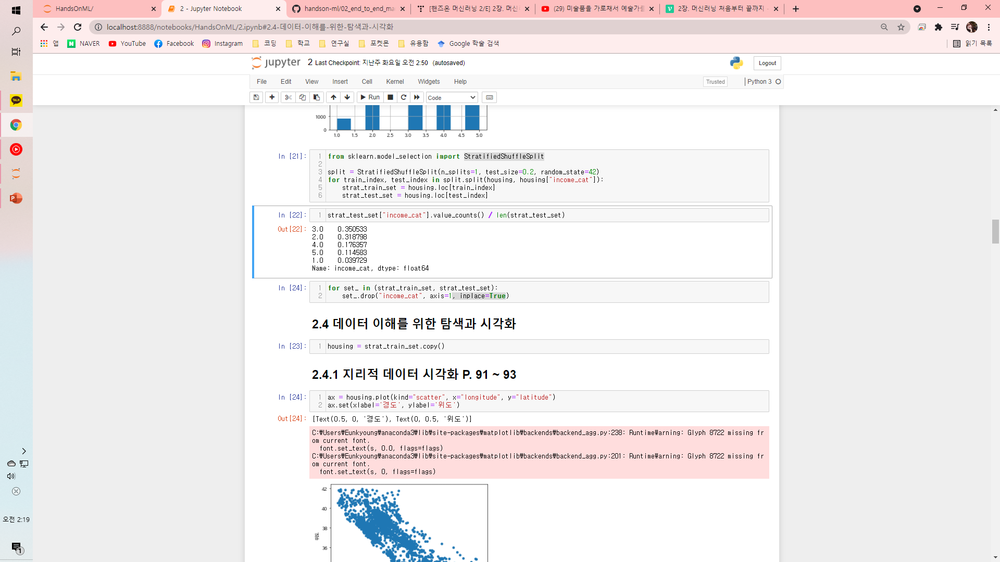 HandsOnML/
2 - Jupyter Notebook
handson-ml/02_end_to_end_ma
[핸즈온 머신러닝 2/E] 2장. 머신
(29) 미술품을 가로채서 예술가를
2장. 머신러닝 처음부터 끝까지 -
localhost:8888/notebooks/HandsOnML/2.ipynb#2.4-데이터-이해를-위한-탐색과-시각화
앱
NAVER
YouTube
Facebook
Instagram
코딩
학교
연구실
포켓몬
유용함
Google 학술 검색
읽기 목록
jupyter 2 Last Checkpoint: 지난주 화요일 오전 2:50 (autosaved)
Logout
File Edit View Insert Cell Kernel Widgets Help
Trusted
Python 3
Run
Code
1000
0
1.0 1.5 2.0 2.5 3.0 3.5 4.0 4.5 5.0
In [21]:
1 from sklearn.model_selection import StratifiedShuffleSplit
2
3 split = StratifiedShuffleSplit(n_splits=1, test_size=0.2, random_state=42)
4 for train_index, test_index in split.split(housing, housing["income_cat"]):
5 strat_train_set = housing.loc[train_index]
6 strat_test_set = housing.loc[test_index]
In [22]:
1 strat_test_set["income_cat"].value_counts() / len(strat_test_set)
Out[22]:
3.0 0.350533
2.0 0.318798
4.0 0.176357
5.0 0.114583
1.0 0.039729
Name: income_cat, dtype: float64
In [24]:
1 for set_ in (strat_train_set, strat_test_set):
2 set_.drop("income_cat", axis=1, inplace=True)
2.4 데이터 이해를 위한 탐색과 시각화
In [23]:
1 housing = strat_train_set.copy()
2.4.1 지리적 데이터 시각화 P. 91 ~ 93
In [24]:
1 ax = housing.plot(kind="scatter", x="longitude", y="latitude")
2 ax.set(xlabel='경도', ylabel='위도')
Out[24]: [Text(0.5, 0, '경도'), Text(0, 0.5, '위도')]
C:₩Users₩Eunkyoung₩anaconda3₩lib₩site-packages₩matplotlib₩backends₩backend_agg.py:238: RuntimeWarning: Glyph 8722 missing fr
om current font.
font.set_text(s, 0.0, flags=flags)
C:₩Users₩Eunkyoung₩anaconda3₩lib₩site-packages₩matplotlib₩backends₩backend_agg.py:201: RuntimeWarning: Glyph 8722 missing fr
om current font.
font.set_text(s, 0, flags=flags)
42
40
38
위도
36
TALK
오전 2:19
1